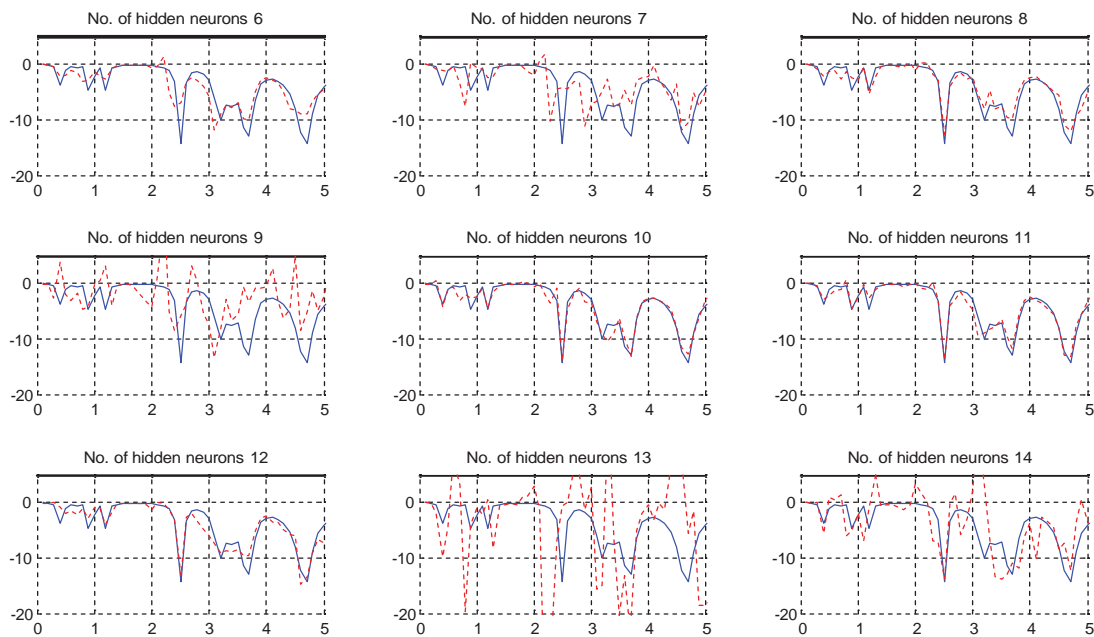 No. of hidden neurons 6
No. of hidden neurons 7
No. of hidden neurons 8
0
-10
-20
0 1 2 3 4 5
0
-10
-20
0 1 2 3 4 5
0
-10
-20
0 1 2 3 4 5
No. of hidden neurons 9
No. of hidden neurons 10
No. of hidden neurons 11
0
-10
-20
0 1 2 3 4 5
0
-10
-20
0 1 2 3 4 5
0
-10
-20
0 1 2 3 4 5
No. of hidden neurons 12
No. of hidden neurons 13
No. of hidden neurons 14
0
-10
-20
0 1 2 3 4 5
0
-10
-20
0 1 2 3 4 5
0
-10
-20
0 1 2 3 4 5